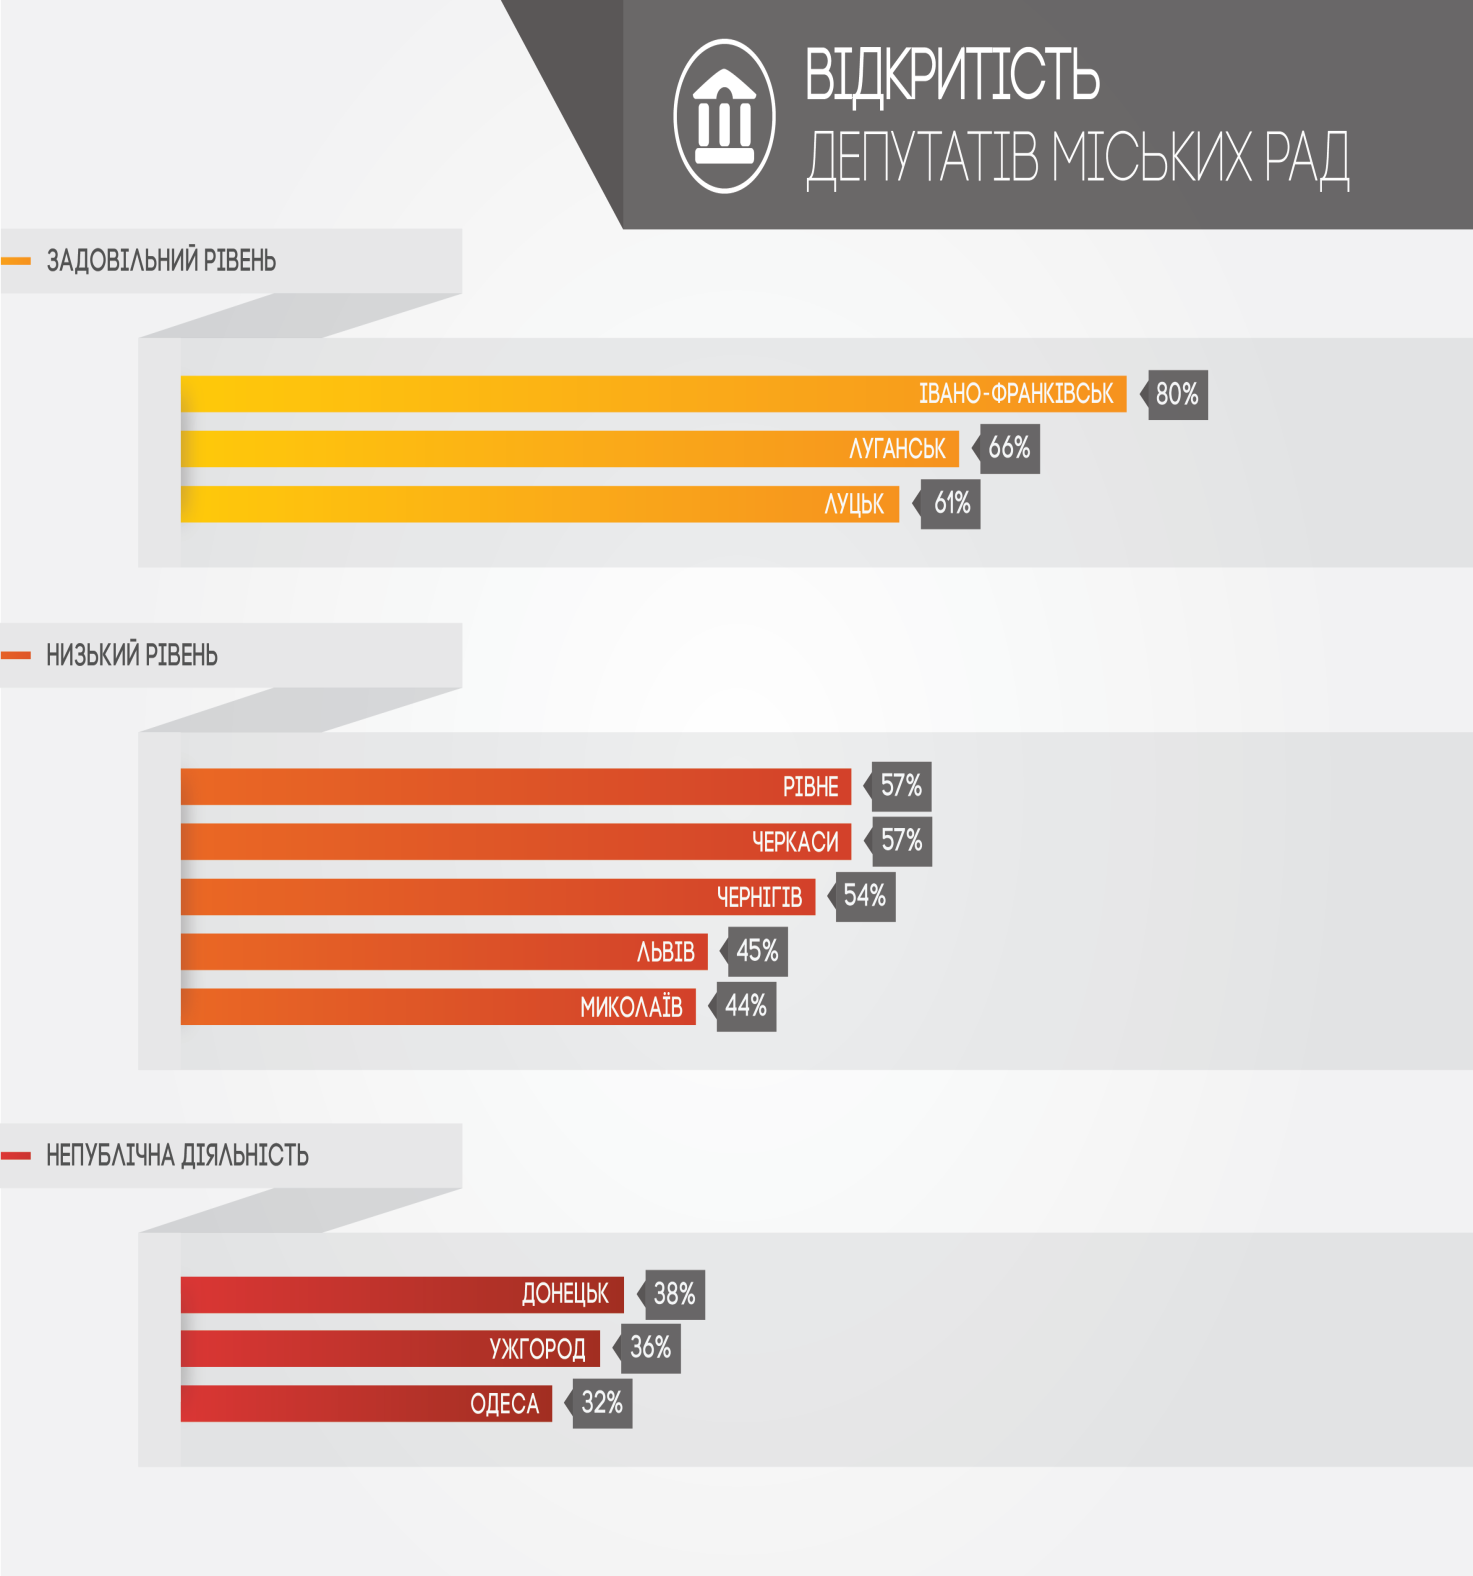 ВІДКРИТІСТЬ
ДЕПУТАТІВ МІСЬКИХ РАД
ЗАДОВІЛЬНИЙ РІВЕНЬ
ІВАНО-ФРАНКІВСЬК 80%
ЛУГАНСЬК 66%
ЛУЦЬК 61%
НИЗЬКИЙ РІВЕНЬ
РІВНЕ 57%
ЧЕРКАСИ 57%
ЧЕРНІГІВ 54%
ЛЬВІВ 45%
МИКОЛАЇВ 44%
НЕПУБЛІЧНА ДІЯЛЬНІСТЬ
ДОНЕЦЬК 38%
УЖГОРОД 36%
ОДЕСА 32%